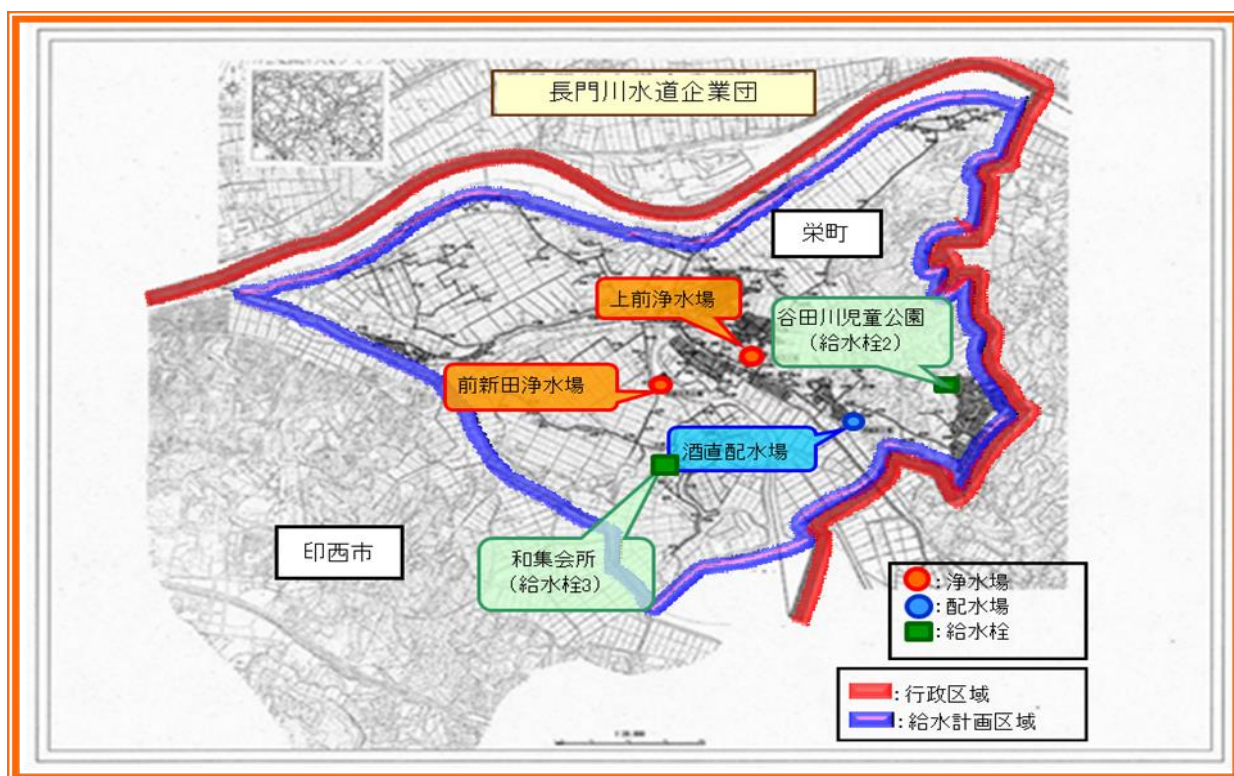 長門川水道企業団
栄町
上前浄水場
谷田川児童公園
（給水栓2）
前新田浄水場
酒直配水場
和集会所
（給水栓3）
印西市
：浄水場
：配水場
：給水栓
：行政区域
：給水計画区域